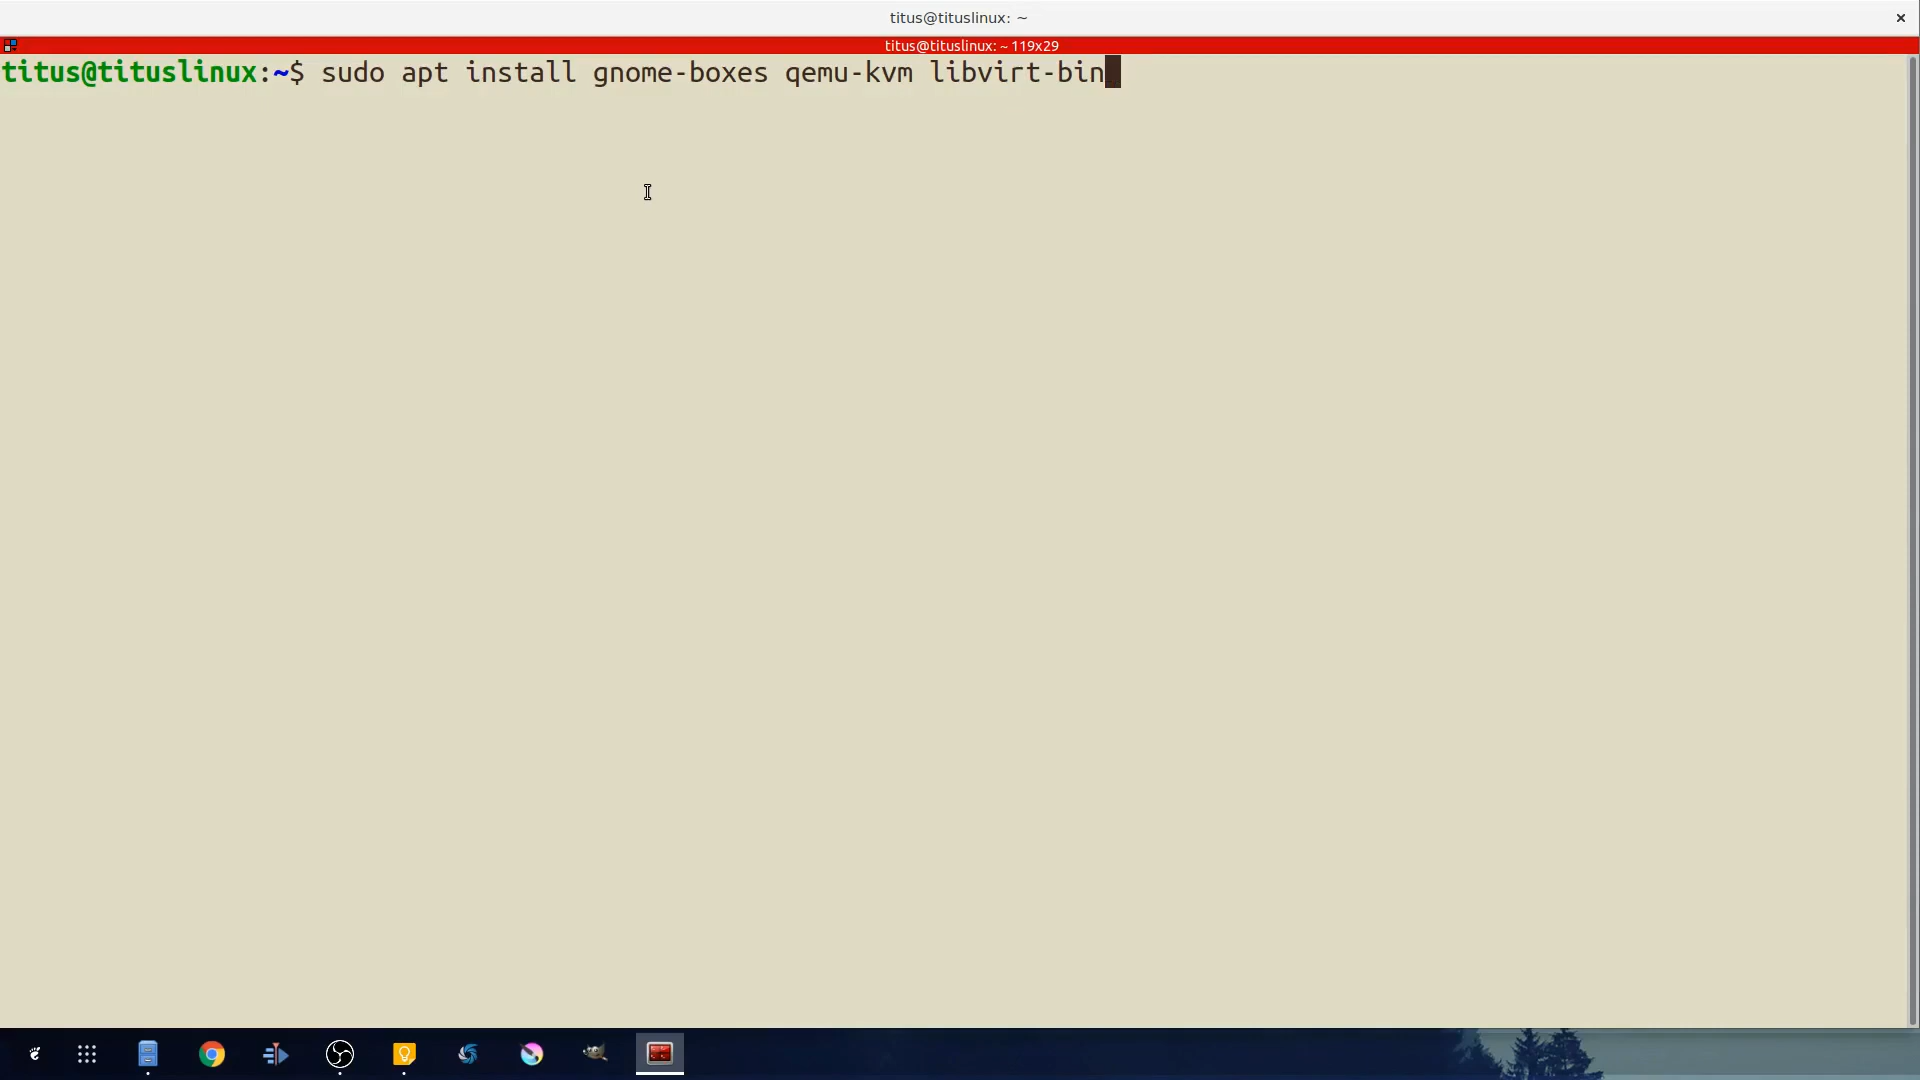 titus@tituslinux: ~
titus@tituslinux: ~ 119x29
titus@tituslinux:~$ sudo apt install gnome-boxes qemu-kvm libvirt-bin